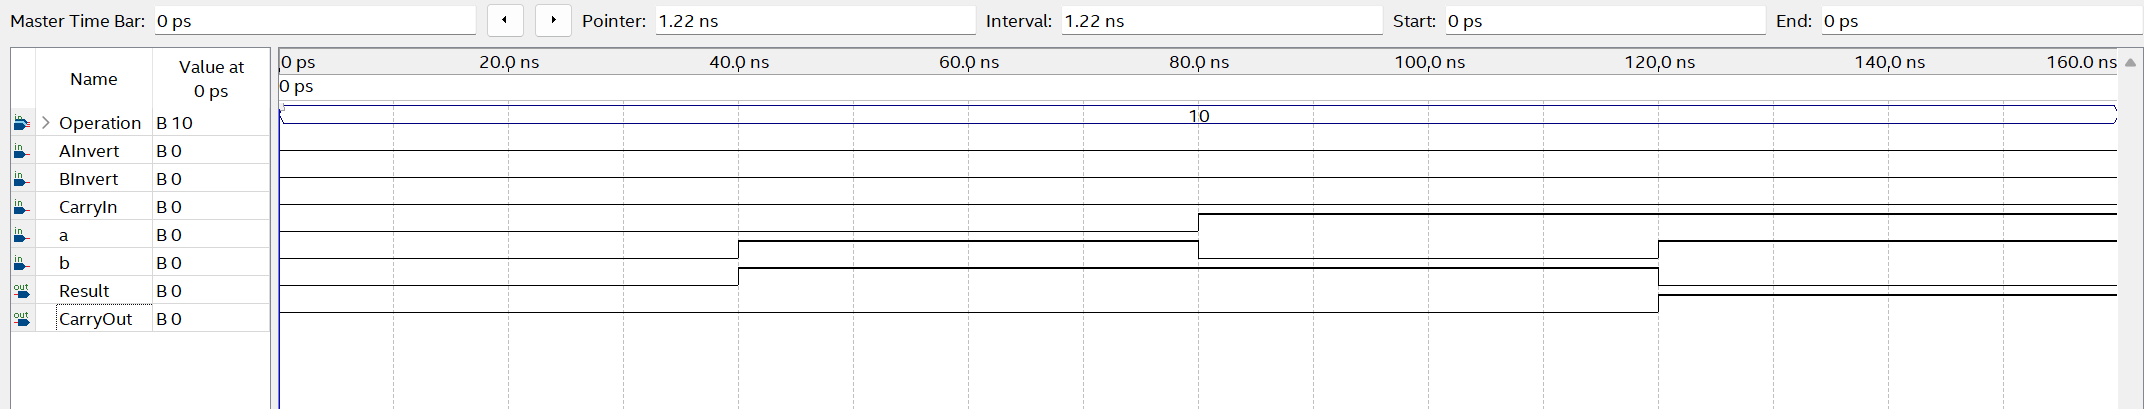 Master Time Bar: 0 ps Pointer: 1.22 ns Interval: 1.22 ns Start: 0 ps End: 0 ps
Name Value at 0 ps
0 ps 20.0 ns 40.0 ns 60.0 ns 80.0 ns 100.0 ns 120.0 ns 140.0 ns 160.0 ns
0 ps
in Operation B 10 10
in AInvert B 0
in BInvert B 0
in CarryIn B 0
in a B 0
in b B 0
out Result B 0
out CarryOut B 0